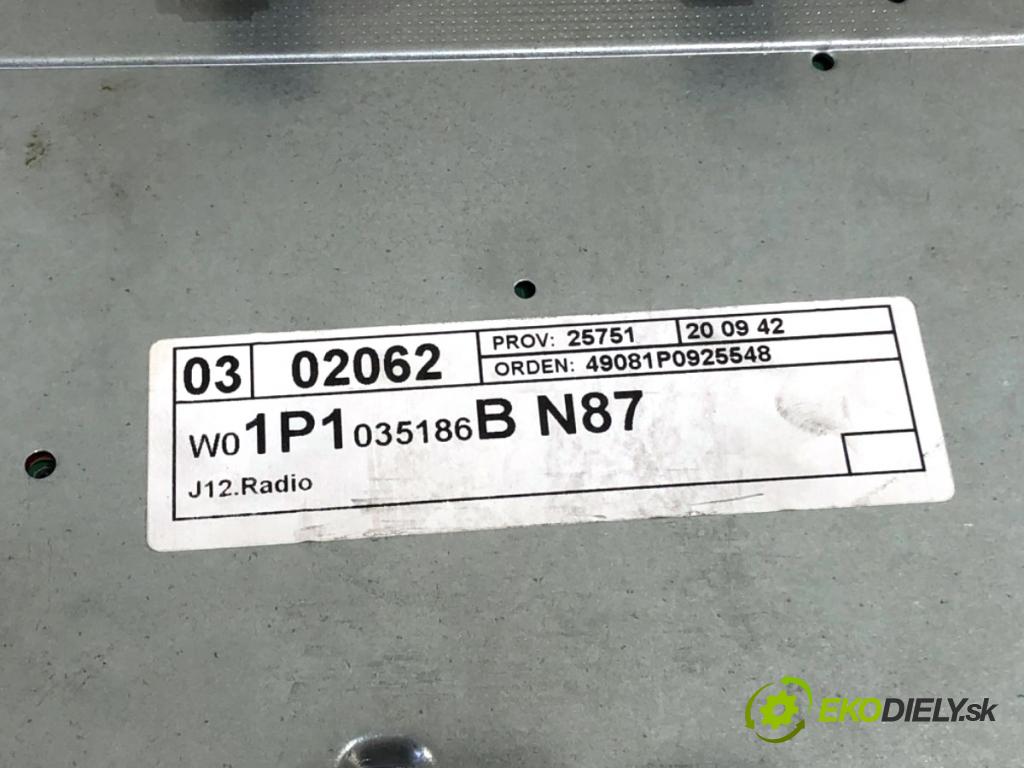 03 02062 PROV: 25751 20 09 42
ORDEN: 49081P0925548
W01P1035186B N87
J12.Radio
EKODIELY.sk